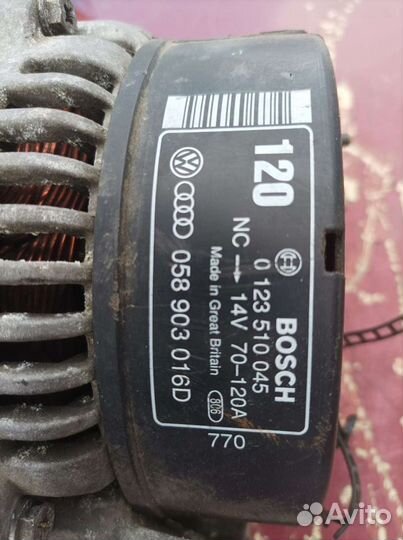 120
BOSCH
0 123 510 045
NC → 14V 70-120A
Made in Great Britain
806
058 903 016D
770
Avito